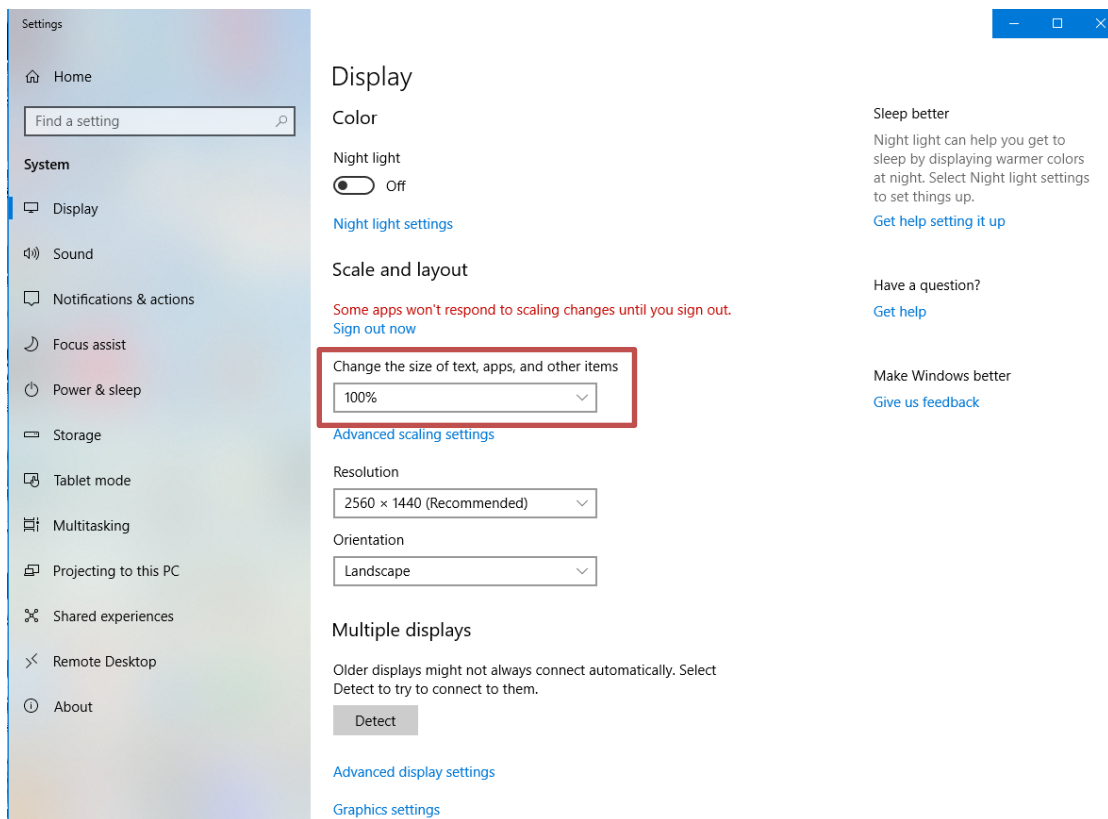 Settings
Home
Find a setting
System
Display
Sound
Notifications & actions
Focus assist
Power & sleep
Storage
Tablet mode
Multitasking
Projecting to this PC
Shared experiences
Remote Desktop
About
Display
Color
Night light
Off
Night light settings
Scale and layout
Some apps won't respond to scaling changes until you sign out.
Sign out now
Change the size of text, apps, and other items
100%
Advanced scaling settings
Resolution
2560 × 1440 (Recommended)
Orientation
Landscape
Multiple displays
Older displays might not always connect automatically. Select
Detect to try to connect to them.
Detect
Advanced display settings
Graphics settings
Sleep better
Night light can help you get to
sleep by displaying warmer colors
at night. Select Night light settings
to set things up.
Get help setting it up
Have a question?
Get help
Make Windows better
Give us feedback